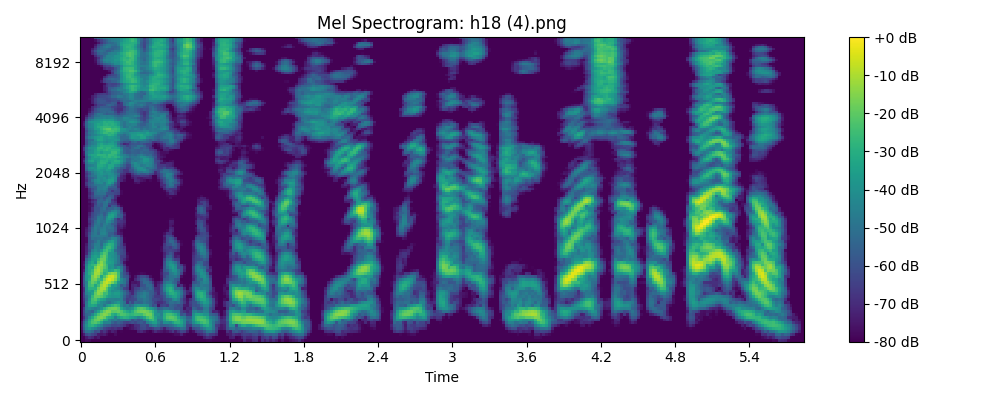 Mel Spectrogram: h18 (4).png
8192
4096
2048
1024
512
0
Hz
0 0.6 1.2 1.8 2.4 3 3.6 4.2 4.8 5.4
Time
+0 dB
-10 dB
-20 dB
-30 dB
-40 dB
-50 dB
-60 dB
-70 dB
-80 dB